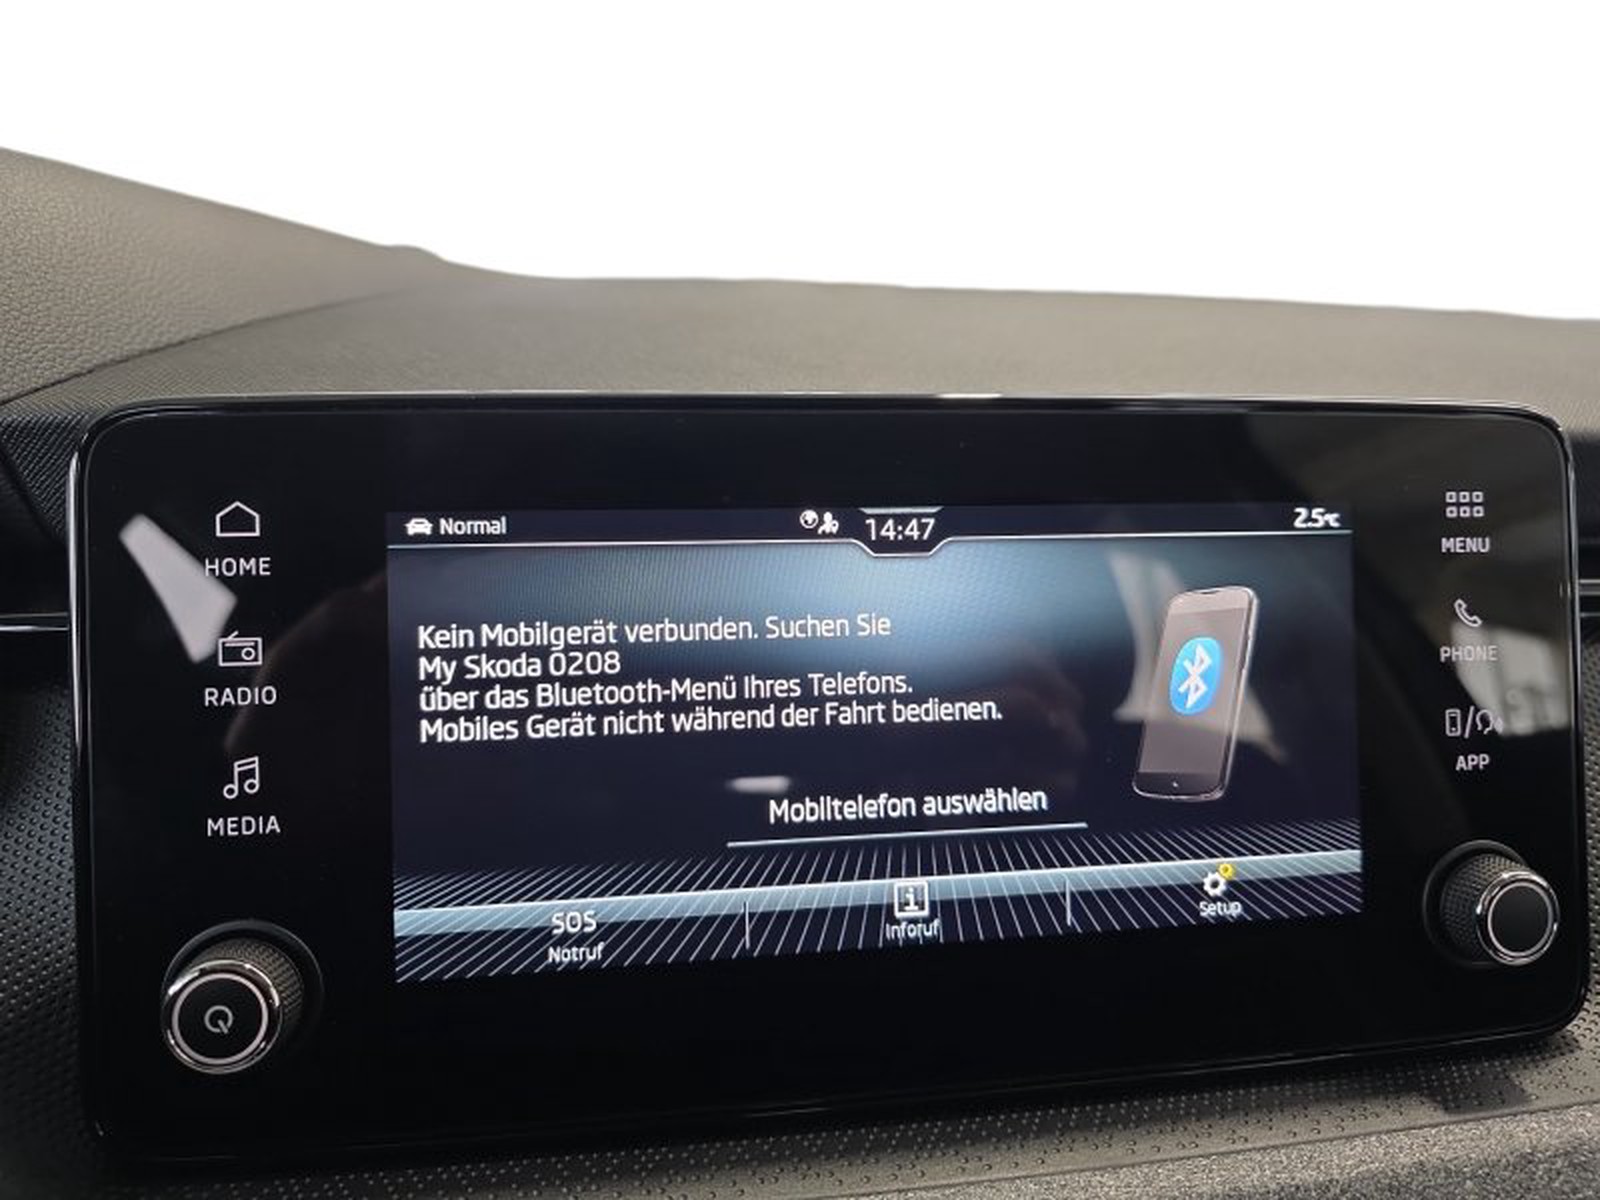 HOME
RADIO
MEDIA
Normal
14:47
2.5°C
Kein Mobilgerät verbunden. Suchen Sie
My Skoda 0208
über das Bluetooth-Menü Ihres Telefons.
Mobiles Gerät nicht während der Fahrt bedienen.
Mobiltelefon auswählen
SOS
Notruf
Inforuf
Setup
MENU
PHONE
APP